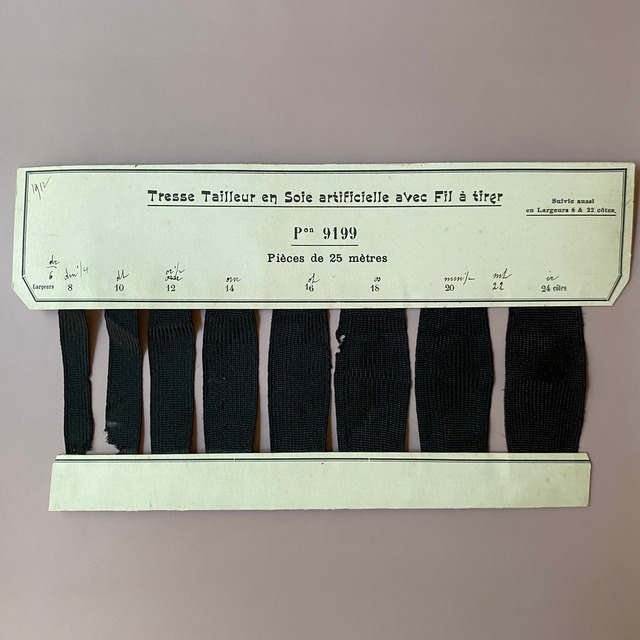 1912
Tresse Tailleur en Soie artificielle avec Fil à tirer
Suivie aussi
en Largeurs 6 & 22 côtes.
Pon 9199
Pièces de 25 mètres
6 22
Largeurs 8 10 12 14 16 18 20 24 côtes